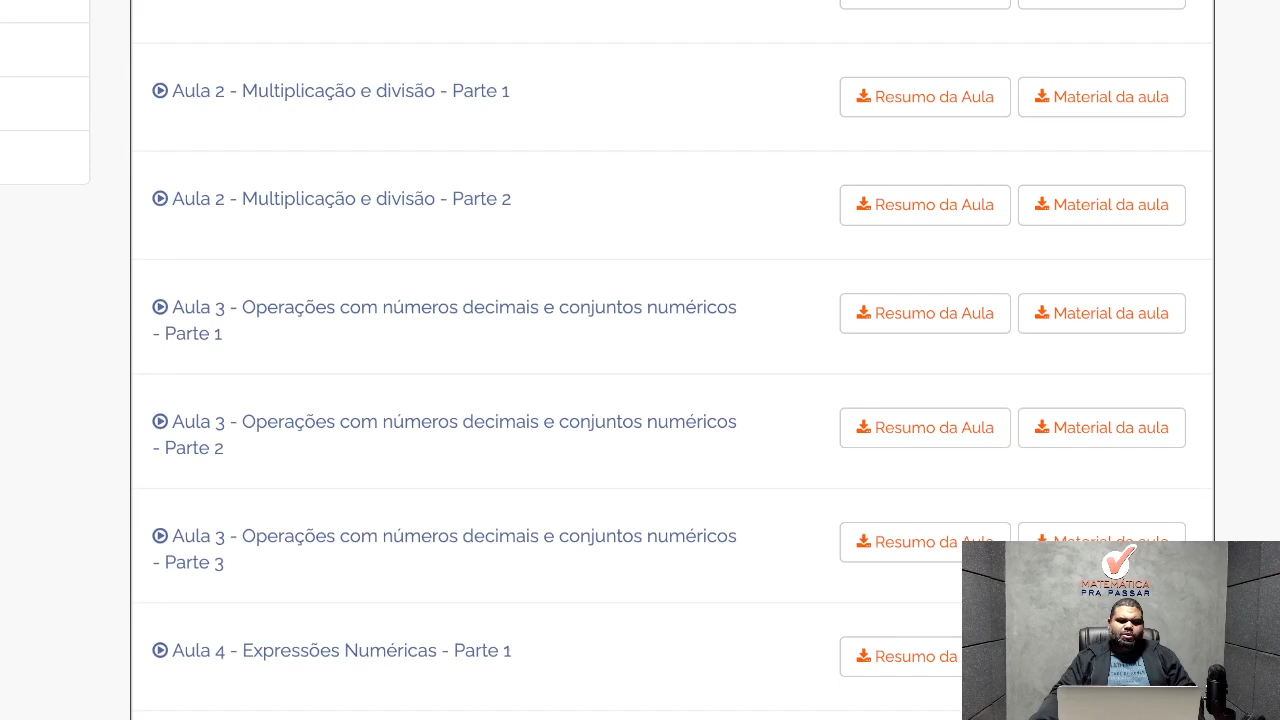 Aula 2 - Multiplicação e divisão - Parte 1
Resumo da Aula
Material da aula
Aula 2 - Multiplicação e divisão - Parte 2
Resumo da Aula
Material da aula
Aula 3 - Operações com números decimais e conjuntos numéricos
- Parte 1
Resumo da Aula
Material da aula
Aula 3 - Operações com números decimais e conjuntos numéricos
- Parte 2
Resumo da Aula
Material da aula
Aula 3 - Operações com números decimais e conjuntos numéricos
- Parte 3
Resumo da Aula
Material da aula
Aula 4 - Expressões Numéricas - Parte 1
Resumo da
MATEMÁTICA
PRA PASSAR